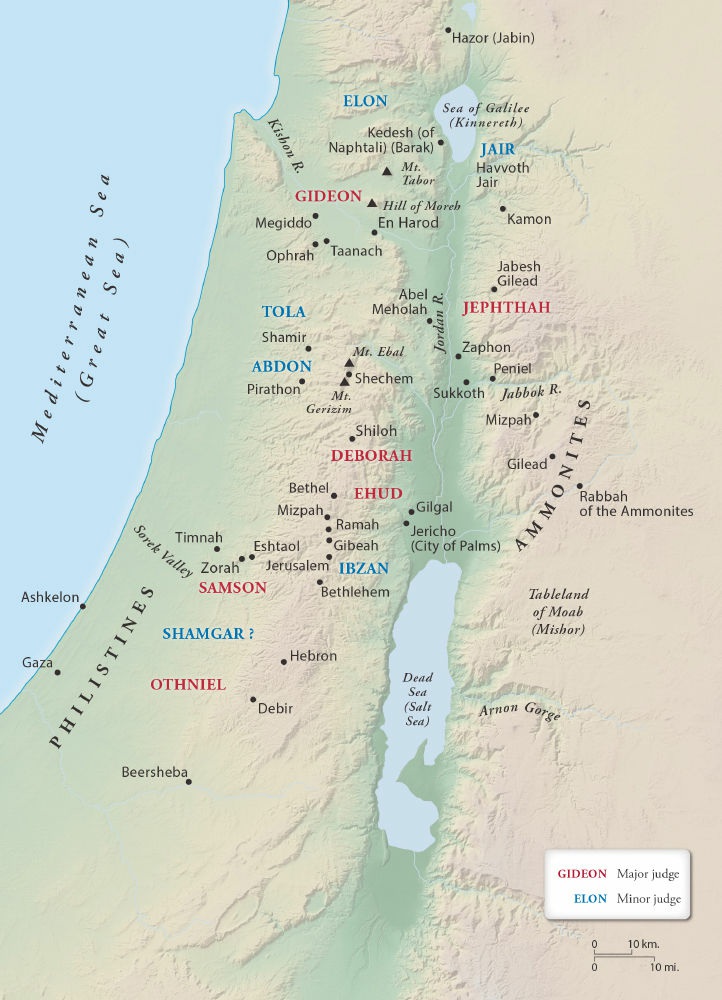 Hazor (Jabin)
ELON
Sea of Galilee
(Kinnereth)
Kishon R.
Kedesh (of
Naphtali) (Barak)
JAIR
Havvoth
Jair
Mt.
Tabor
GIDEON
Hill of Moreh
Kamon
Megiddo
En Harod
Ophrah
Taanach
Mediterranean Sea
(Great Sea)
Jabesh
Gilead
Abel
Meholah
JEPHTHAH
Jordan R.
TOLA
Shamir
Mt. Ebal
Zaphon
ABDON
Shechem
Peniel
Pirathon
Mt.
Gerizim
Sukkoth
Jabbok R.
Mizpah
Shiloh
DEBORAH
Gilead
AMMONITES
Bethel
EHUD
Rabbah
of the Ammonites
Mizpah
Gilgal
Ramah
Jericho
(City of Palms)
Sorek Valley
Timnah
Eshtaol
Gibeah
Zorah
Jerusalem
IBZAN
SAMSON
Bethlehem
Ashkelon
PHILISTINES
Tableland
of Moab
(Mishor)
SHAMGAR ?
Gaza
Hebron
OTHNIEL
Dead
Sea
(Salt
Sea)
Debir
Arnon Gorge
Beersheba
GIDEON Major judge
ELON Minor judge
0 10 km.
0 10 mi.